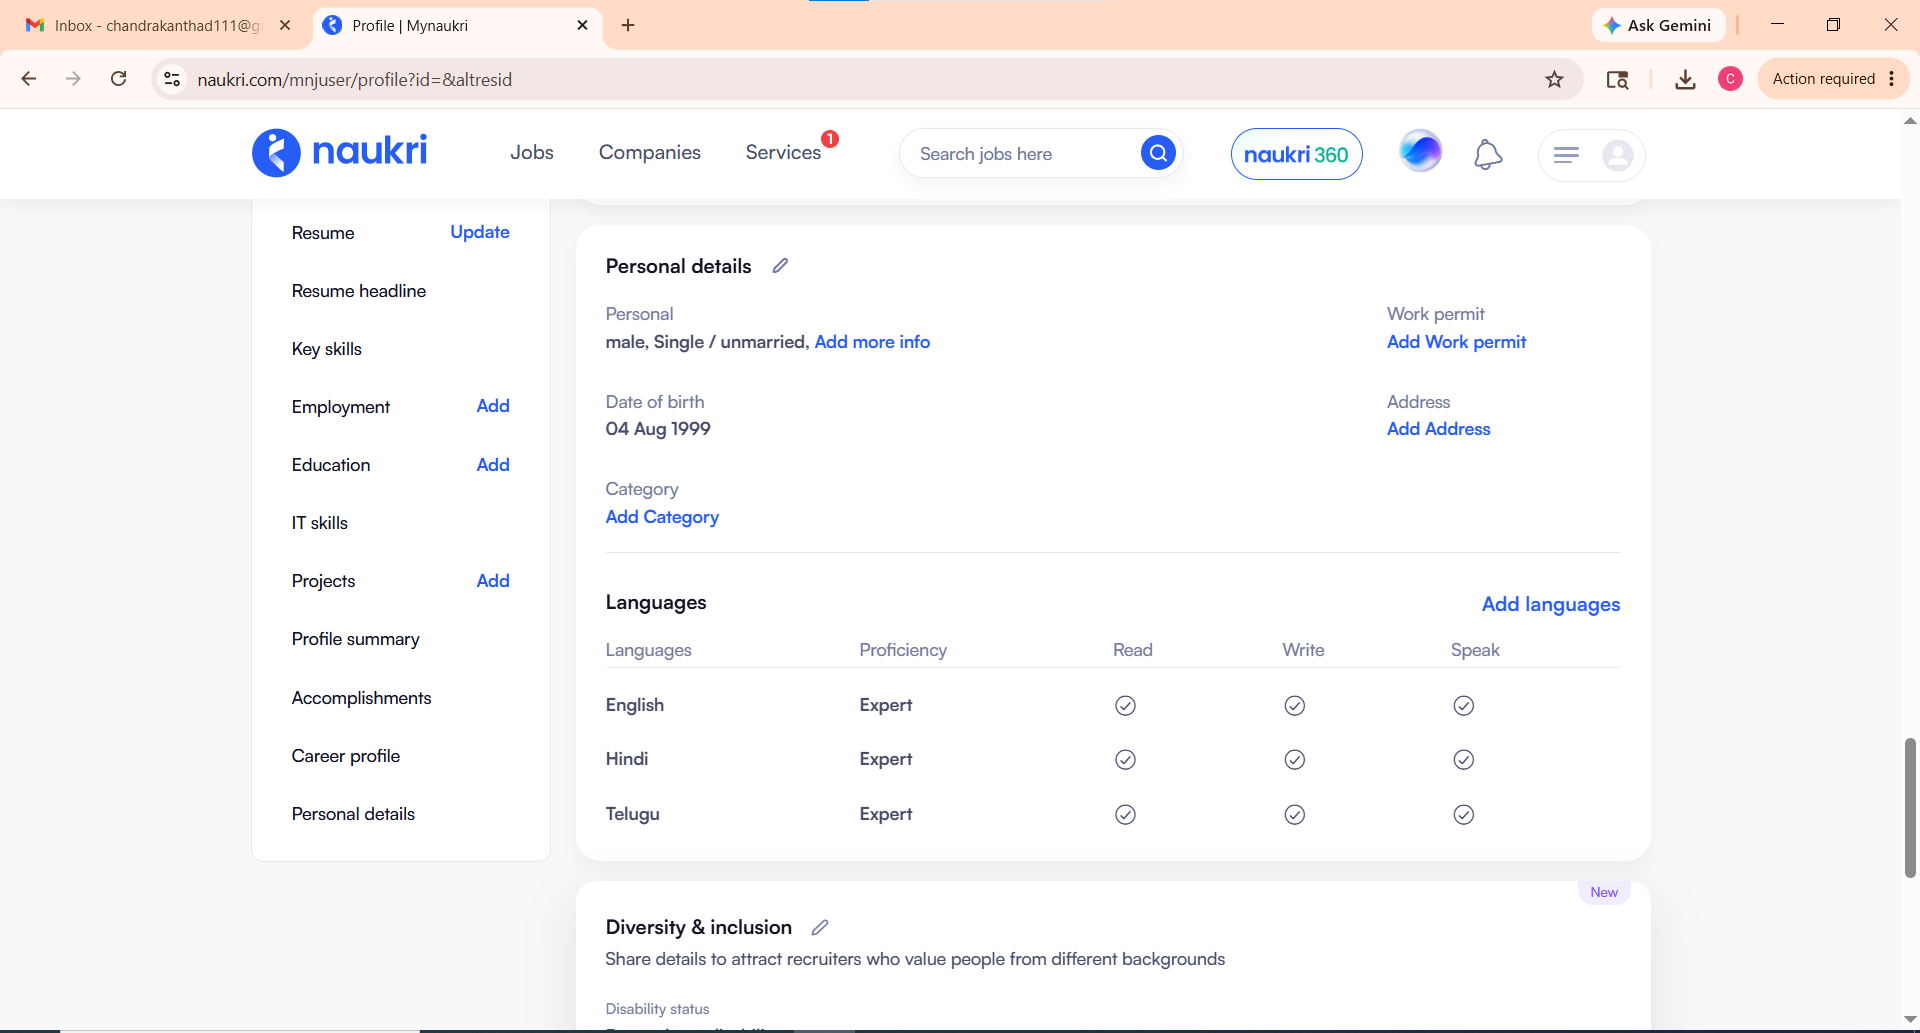 Inbox - chandrakanthad111@g
Profile | Mynaukri
Ask Gemini
naukri.com/mnjuser/profile?id=&altresid
C
Action required
naukri
Jobs
Companies
Services
1
Search jobs here
naukri 360
Resume
Update
Resume headline
Key skills
Employment
Add
Education
Add
IT skills
Projects
Add
Profile summary
Accomplishments
Career profile
Personal details
Personal details
Personal
male, Single / unmarried, Add more info
Work permit
Add Work permit
Date of birth
04 Aug 1999
Address
Add Address
Category
Add Category
Languages
Add languages
Languages Proficiency Read Write Speak
English Expert
Hindi Expert
Telugu Expert
New
Diversity & inclusion
Share details to attract recruiters who value people from different backgrounds
Disability status